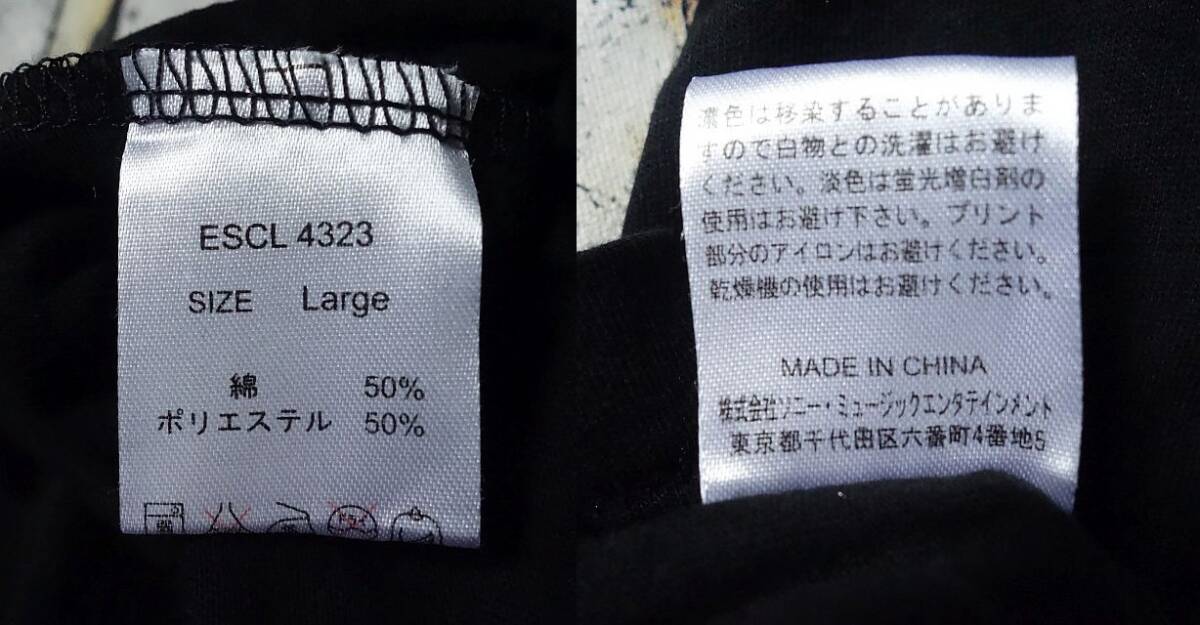 ESCL 4323
SIZE Large
綿 50%
ポリエステル 50%
濃色は移染することがありま
すので白物との洗濯はお避け
ください。淡色は蛍光増白剤の
使用はお避け下さい。プリント
部分のアイロンはお避けください。
乾燥機の使用はお避けください。
MADE IN CHINA
株式会社ソニー・ミュージックエンタテインメント
東京都千代田区六番町4番地5